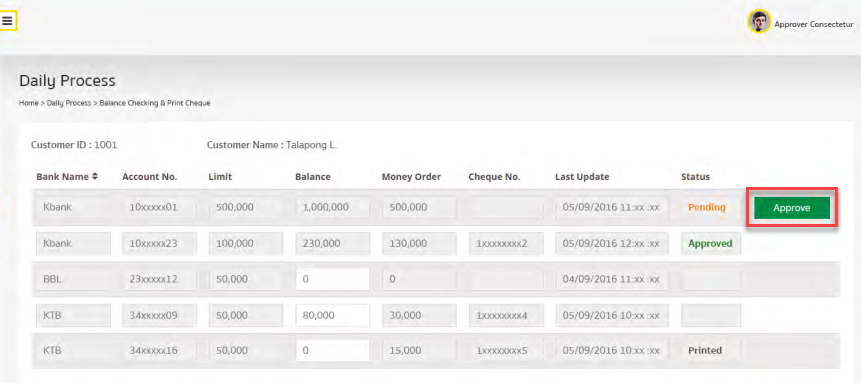 Approver Consectetur
Daily Process
Home > Daily Process > Balance Checking & Print Cheque
Customer ID : 1001 Customer Name : Talapong L.
Bank Name Account No. Limit Balance Money Order Cheque No. Last Update Status
Kbank 10xxxxx01 500,000 1,000,000 500,000 05/09/2016 11:xx :xx Pending Approve
Kbank 10xxxxx23 100,000 230,000 130,000 1xxxxxxxx2 05/09/2016 12:xx :xx Approved
BBL 23xxxxx12 50,000 0 0 04/09/2016 11:xx :xx
KTB 34xxxxx09 50,000 80,000 30,000 1xxxxxxxx4 05/09/2016 10:xx :xx
KTB 34xxxxx16 50,000 0 15,000 1xxxxxxxx5 05/09/2016 10:xx :xx Printed